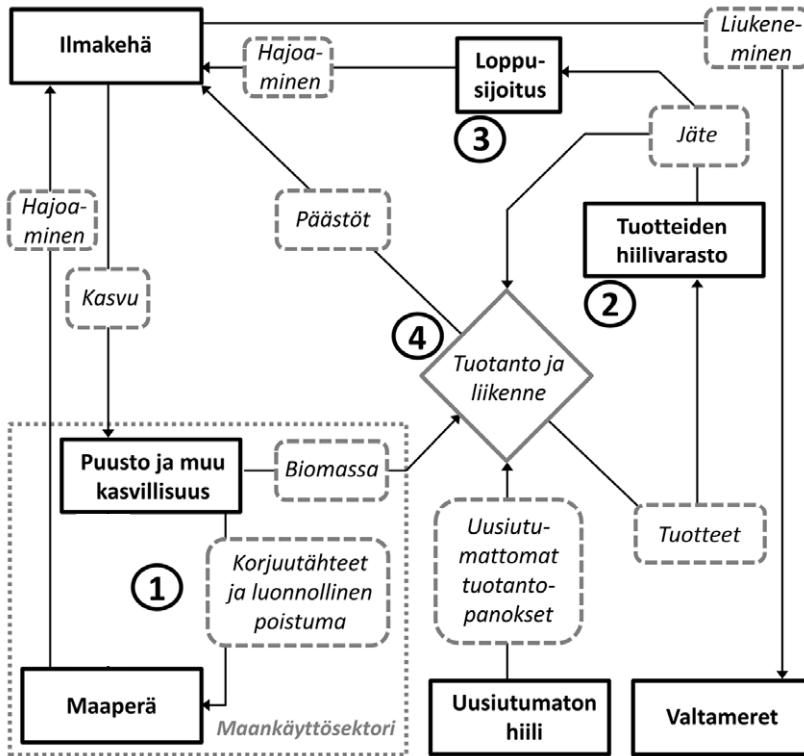 Ilmakehä
Hajoa-
minen
Loppu-
sijoitus
Liukene-
minen
3
Jäte
Hajoa-
minen
Päästöt
Tuotteiden
hiilivarasto
Kasvu
2
4
Tuotanto ja
liikenne
Puusto ja muu
kasvillisuus
Biomassa
Uusiutu-
mattomat
tuotanto-
panokset
Tuotteet
1
Korjuutähteet
ja luonnollinen
poistuma
Maaperä
Maankäyttösektori
Uusiutumaton
hiili
Valtameret